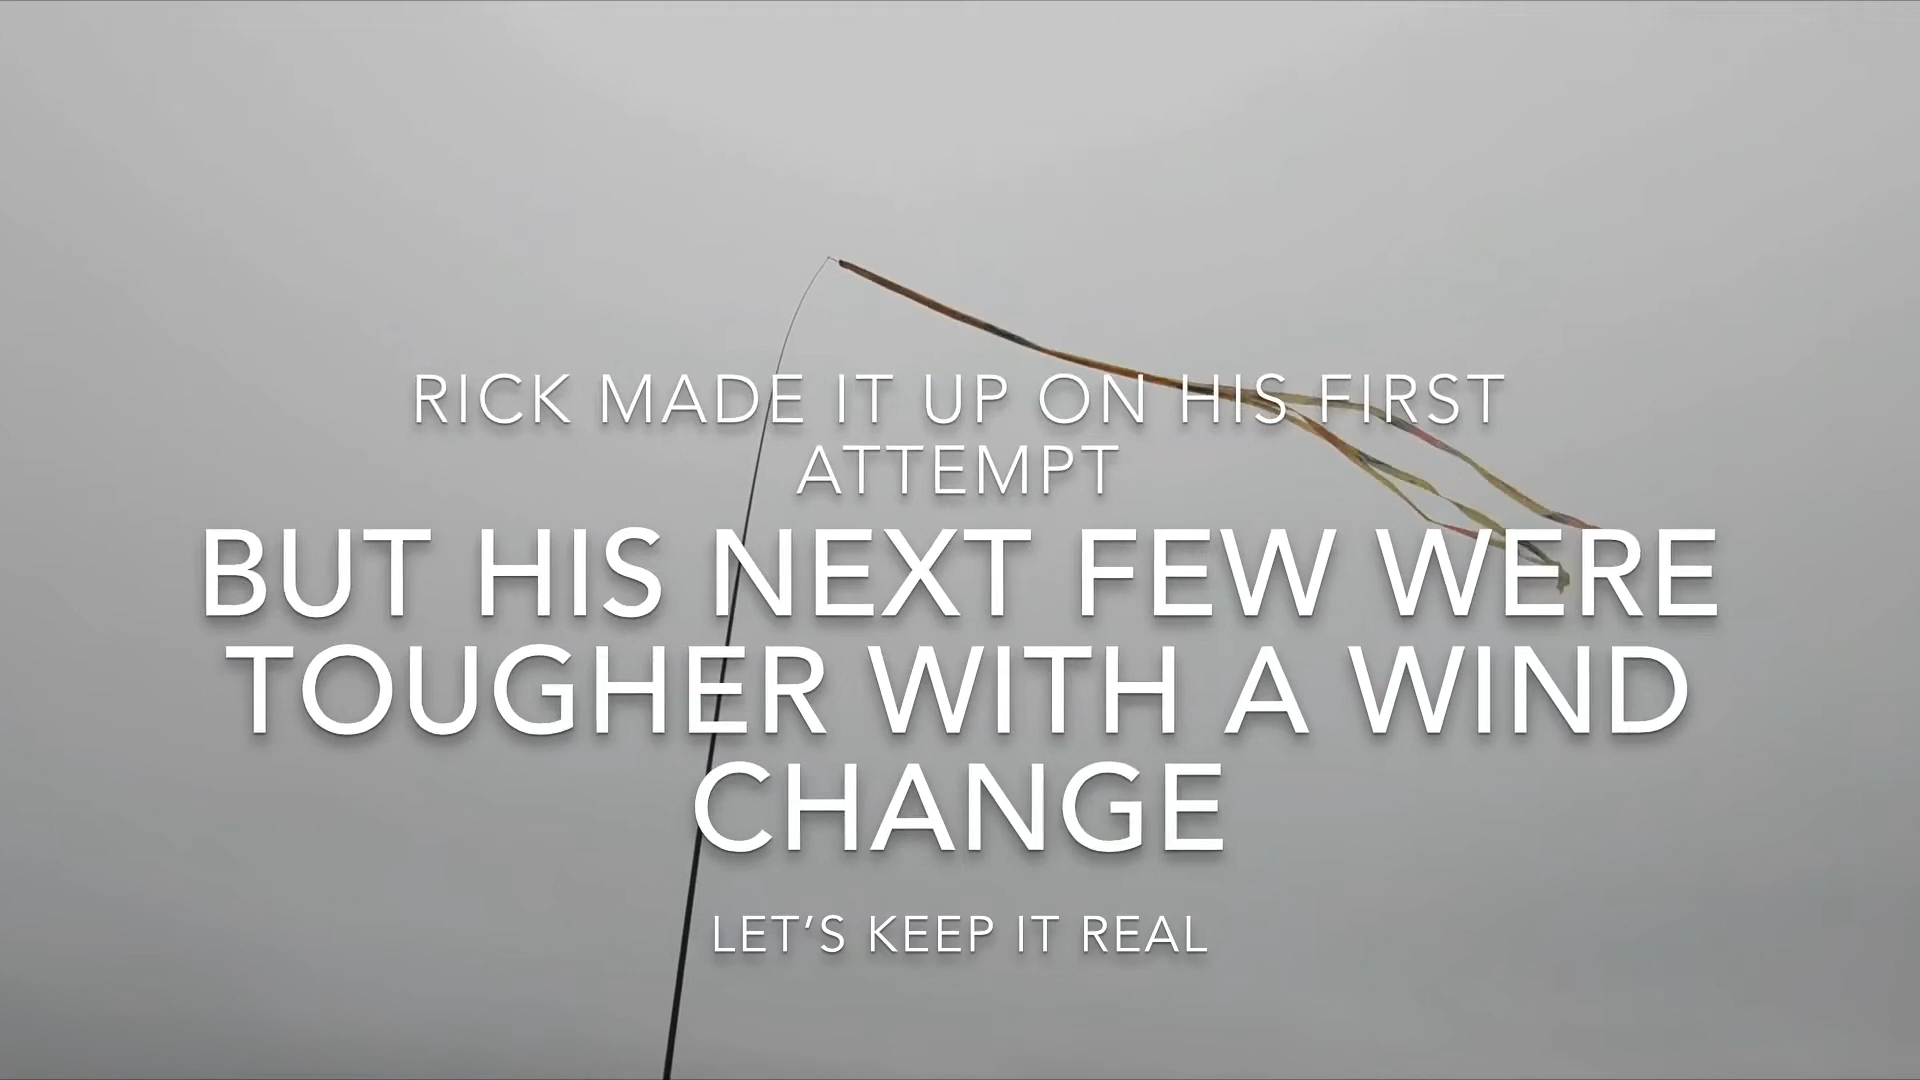 RICK MADE IT UP ON HIS FIRST
ATTEMPT
BUT HIS NEXT FEW WERE
TOUGHER WITH A WIND
CHANGE
LET’S KEEP IT REAL